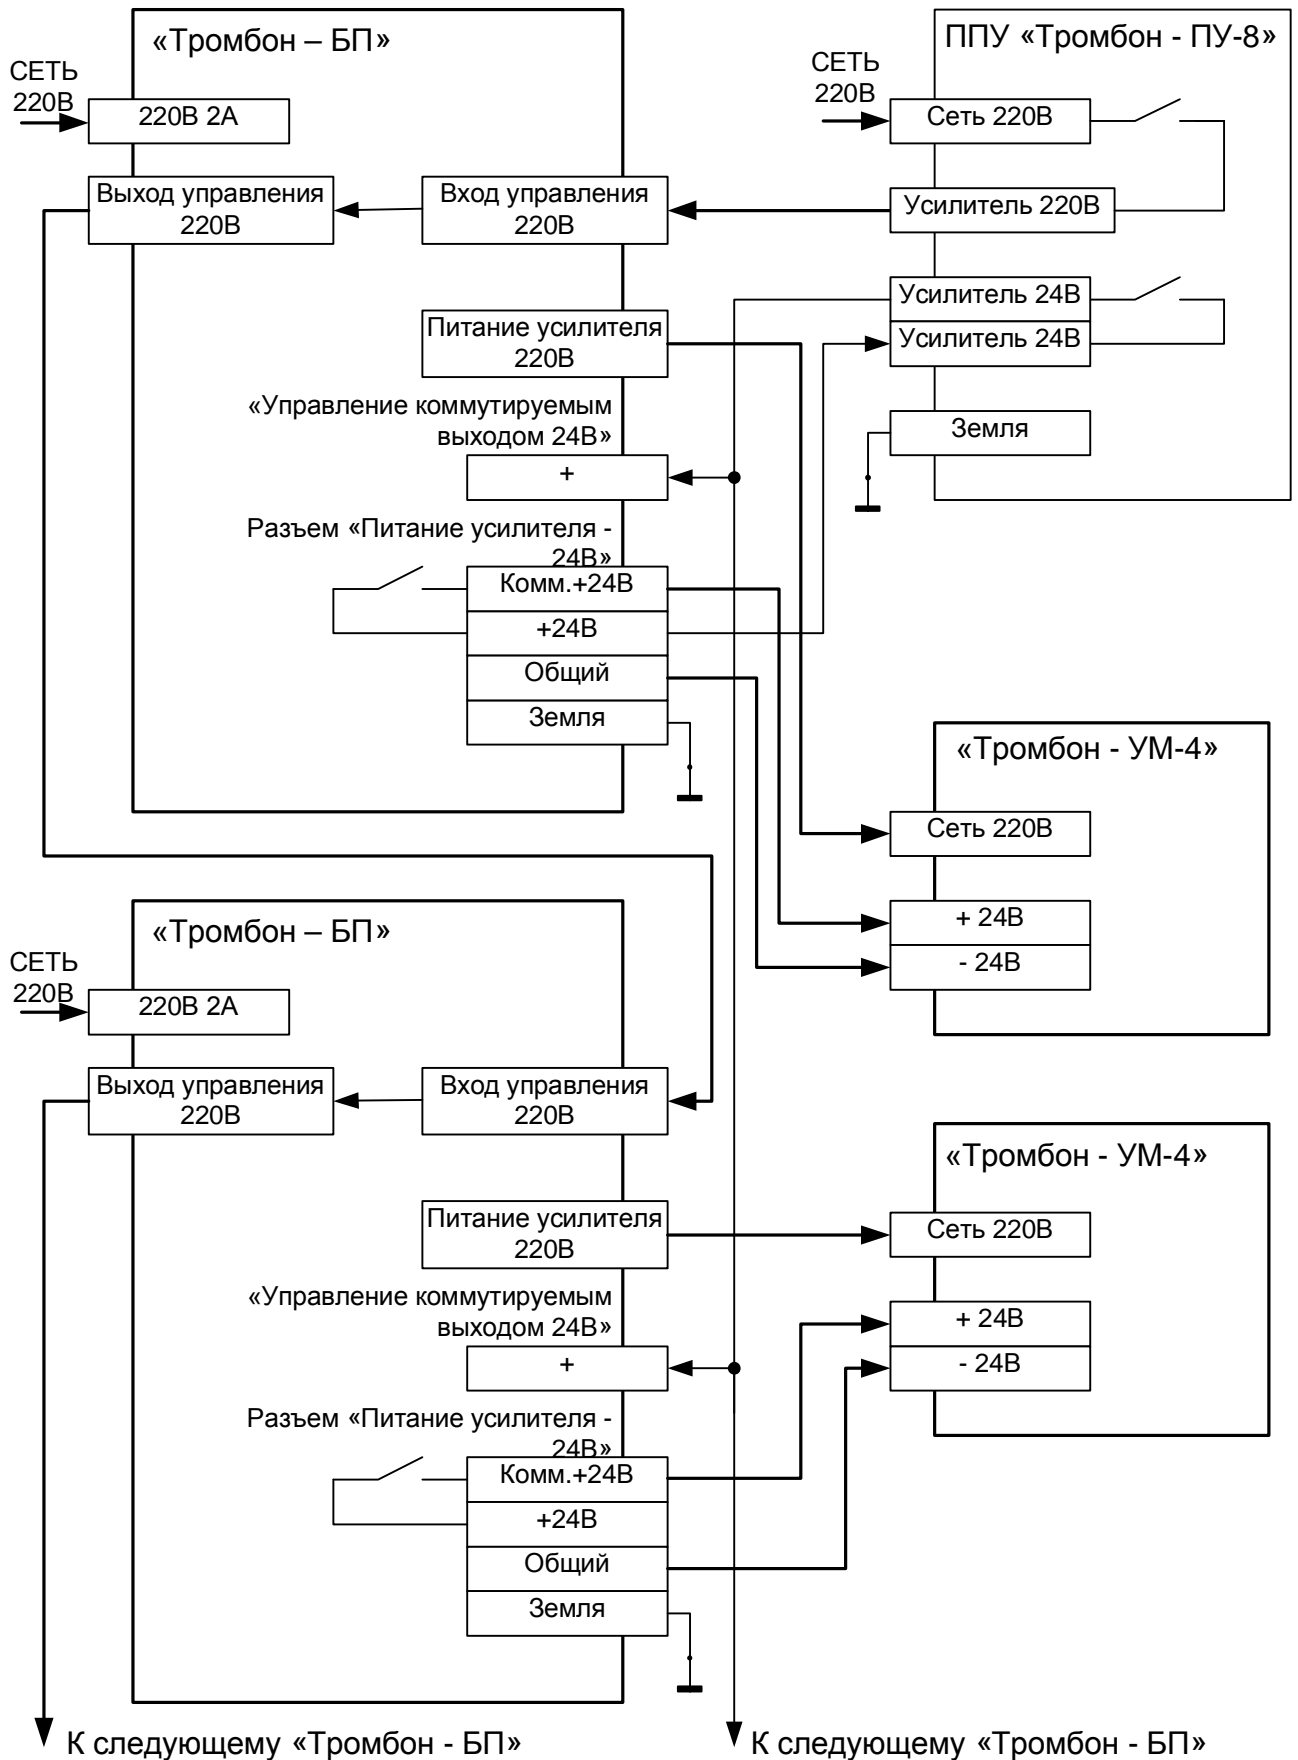 «Тромбон – БП»
СЕТЬ
220В
220В 2А
Выход управления
220В
Вход управления
220В
Питание усилителя
220В
«Управление коммутируемым
выходом 24В»
+
Разъем «Питание усилителя -
24В»
Комм.+24В
+24В
Общий
Земля
ППУ «Тромбон - ПУ-8»
СЕТЬ
220В
Сеть 220В
Усилитель 220В
Усилитель 24В
Усилитель 24В
Земля
«Тромбон - УМ-4»
Сеть 220В
+ 24В
- 24В
«Тромбон – БП»
СЕТЬ
220В
220В 2А
Выход управления
220В
Вход управления
220В
Питание усилителя
220В
«Управление коммутируемым
выходом 24В»
+
Разъем «Питание усилителя -
24В»
Комм.+24В
+24В
Общий
Земля
«Тромбон - УМ-4»
Сеть 220В
+ 24В
- 24В
К следующему «Тромбон - БП»
К следующему «Тромбон - БП»